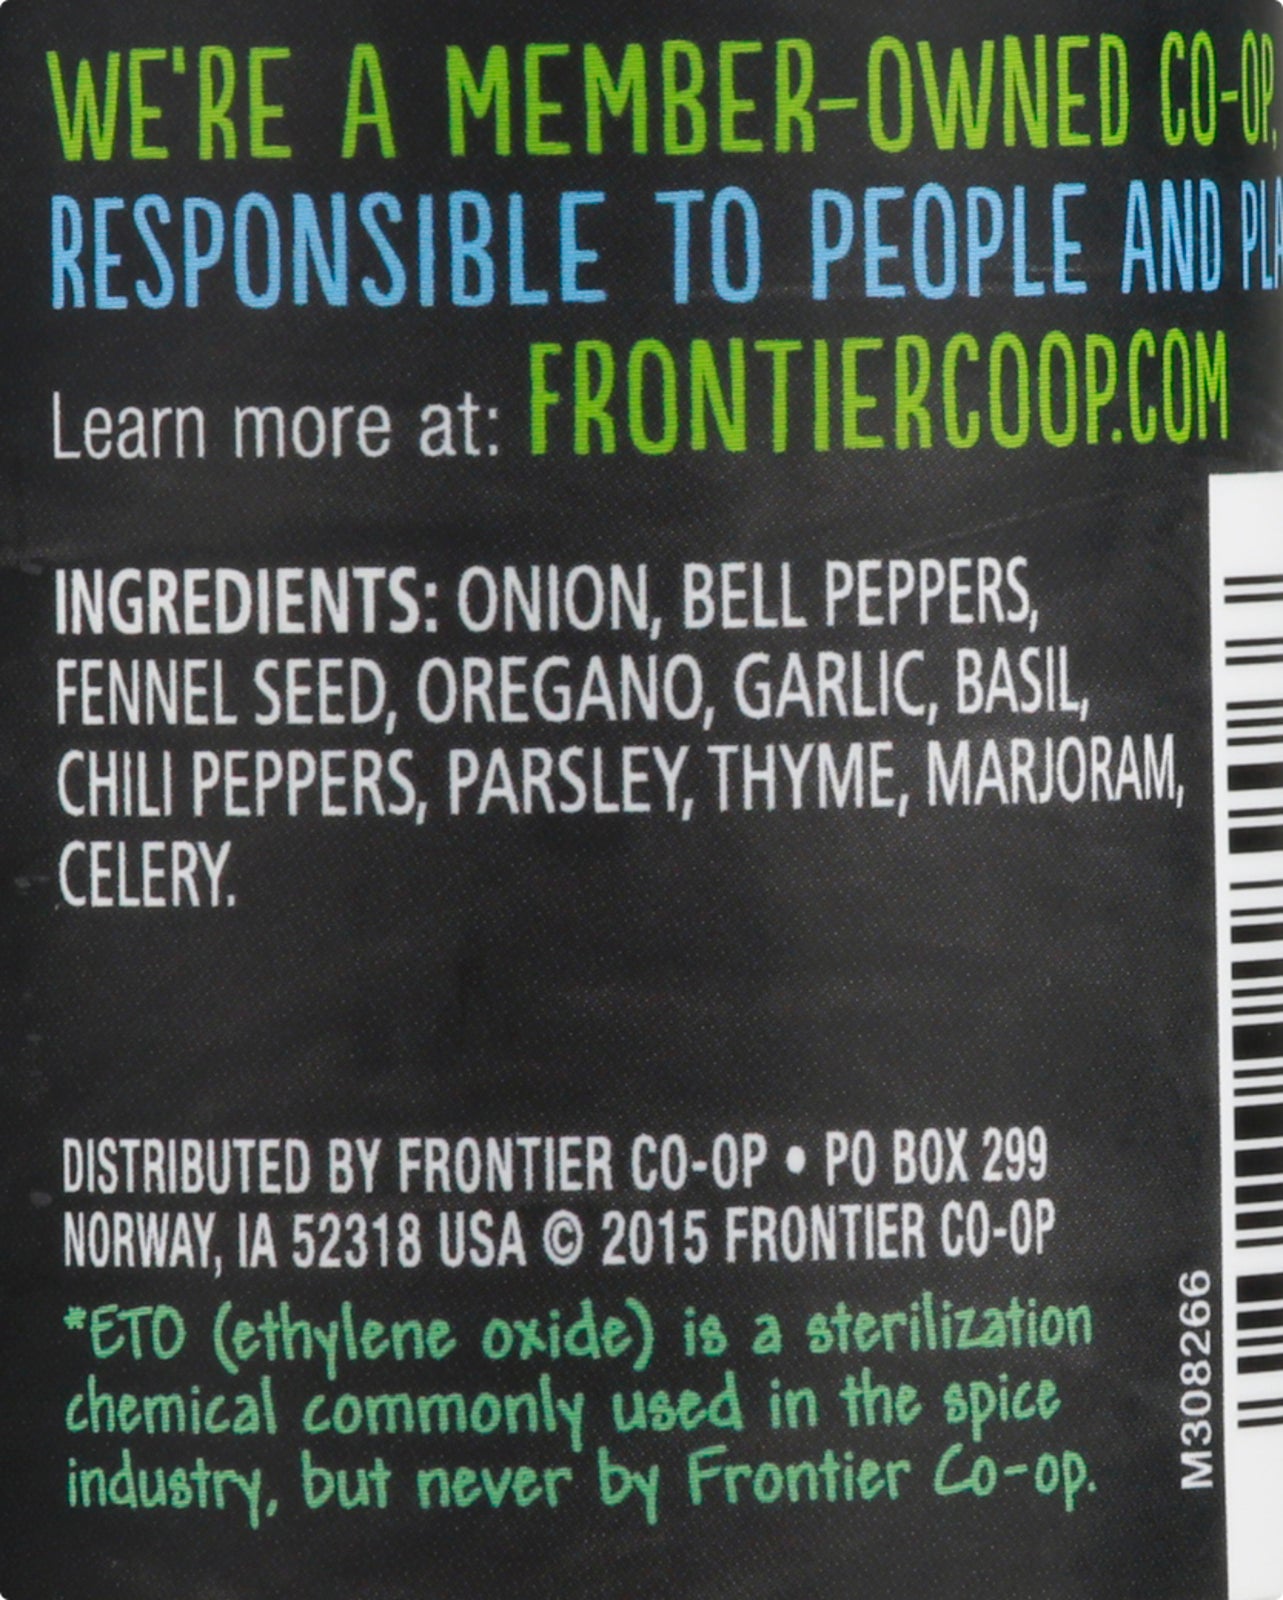 WE'RE A MEMBER-OWNED CO-OP,
RESPONSIBLE TO PEOPLE AND
Learn more at: FRONTIERCOOP.COM
INGREDIENTS: ONION, BELL PEPPERS,
FENNEL SEED, OREGANO, GARLIC, BASIL,
CHILI PEPPERS, PARSLEY, THYME, MARJORAM,
CELERY.
DISTRIBUTED BY FRONTIER CO-OP • PO BOX 299
NORWAY, IA 52318 USA © 2015 FRONTIER CO-OP
*ETO (ethylene oxide) is a sterilization
chemical commonly used in the spice
industry, but never by Frontier Co-op.
M308266